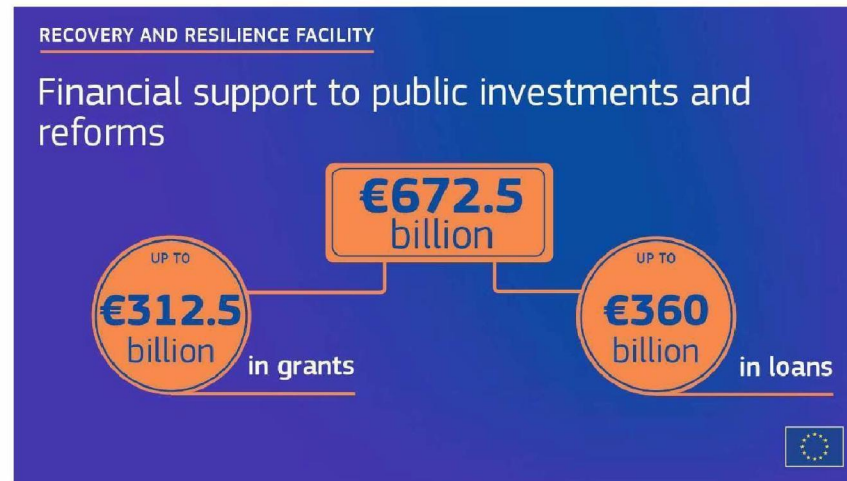 RECOVERY AND RESILIENCE FACILITY
Financial support to public investments and
reforms
€672.5
billion
UP TO
€312.5
billion
in grants
UP TO
€360
billion
in loans